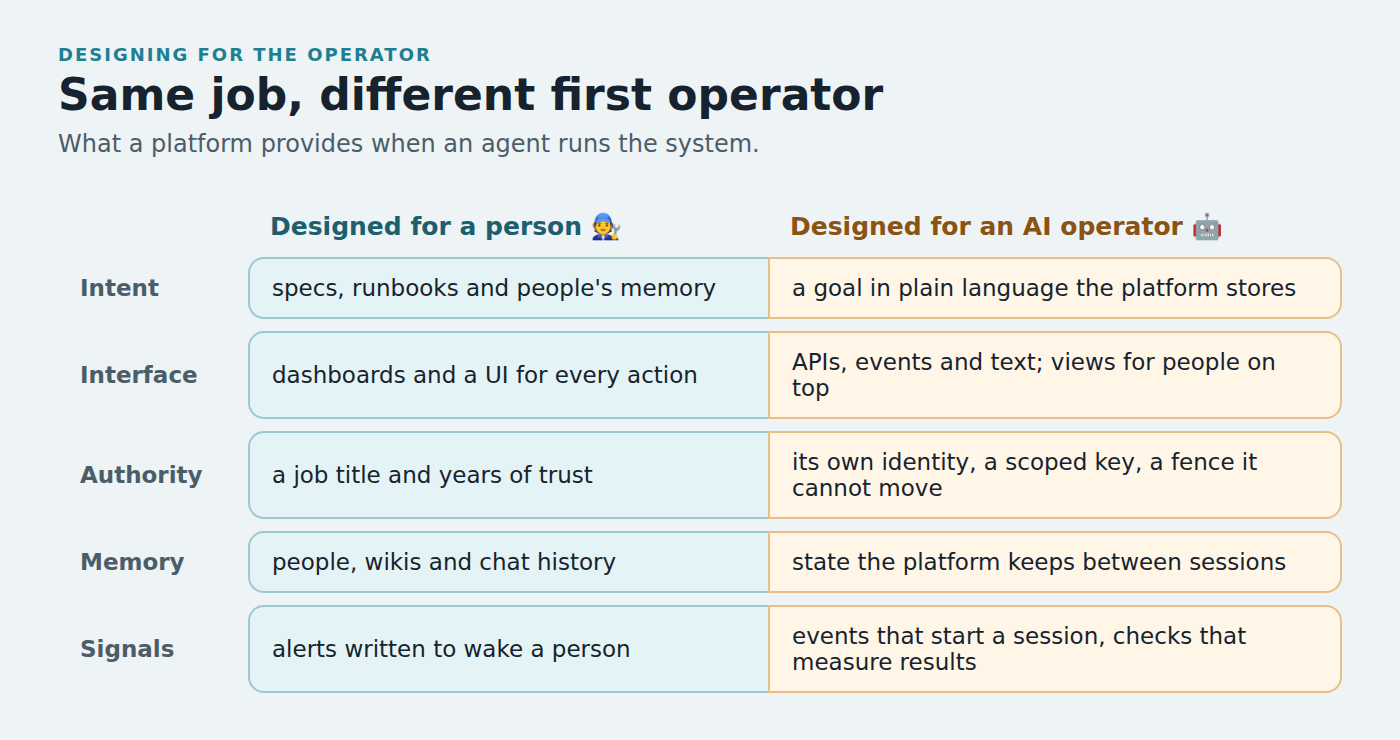 DESIGNING FOR THE OPERATOR
Same job, different first operator
What a platform provides when an agent runs the system.
Designed for a person
Designed for an AI operator
Intent
specs, runbooks and people's memory
a goal in plain language the platform stores
Interface
dashboards and a UI for every action
APIs, events and text; views for people on
top
Authority
a job title and years of trust
its own identity, a scoped key, a fence it
cannot move
Memory
people, wikis and chat history
state the platform keeps between sessions
Signals
alerts written to wake a person
events that start a session, checks that
measure results